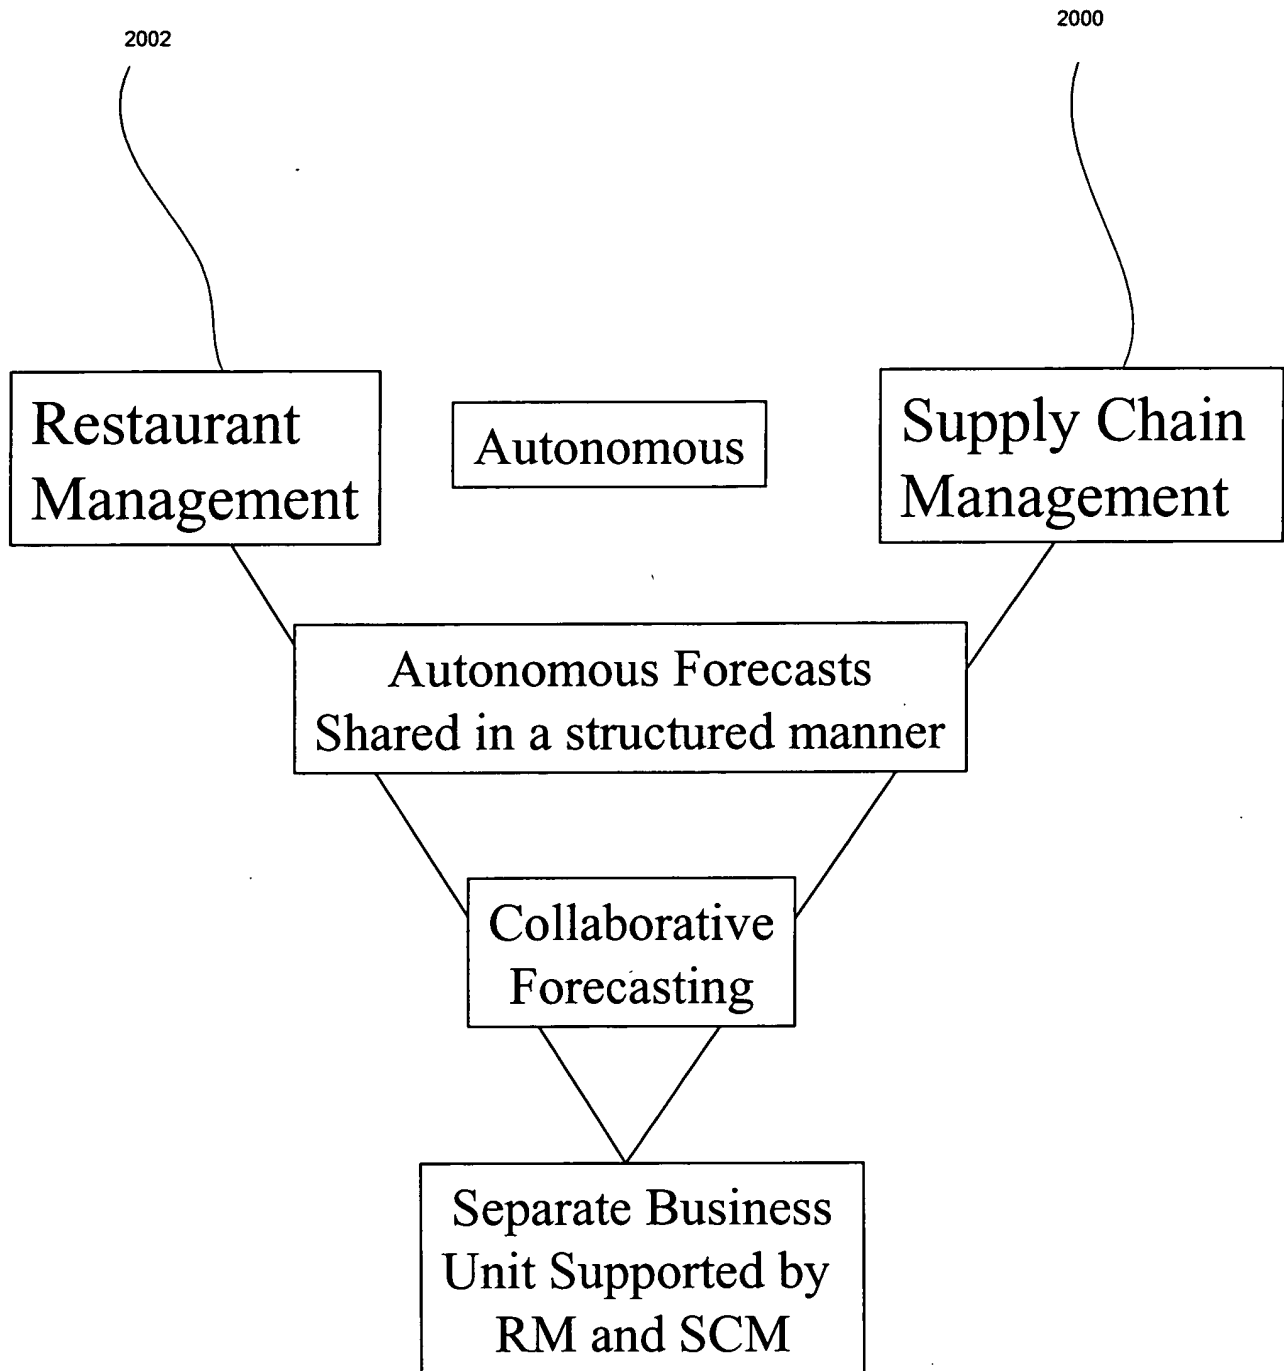 2002
2000
Restaurant
Management
Autonomous
Supply Chain
Management
Autonomous Forecasts
Shared in a structured manner
Collaborative
Forecasting
Separate Business
Unit Supported by
RM and SCM